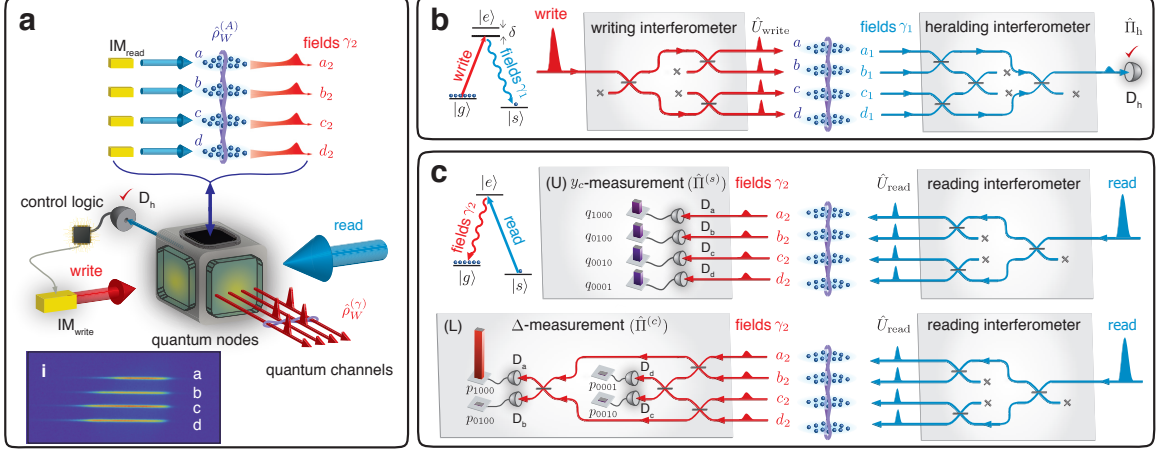 a
IM_read
ρ̂_W^(A)
fields γ₂
a
a₂
b
b₂
c
c₂
d
d₂
control logic
D_h
read
write
IM_write
ρ̂_W^(γ)
quantum nodes
quantum channels
i
a
b
c
d
b
|e⟩
δ
write
fields γ₁
|g⟩
|s⟩
write
writing interferometer
Û_write
a
b
c
d
fields γ₁
a₁
b₁
c₁
d₁
heralding interferometer
Π̂_h
D_h
c
|e⟩
fields γ₂
read
|g⟩
|s⟩
(U) y_c-measurement (Π̂^(s))
fields γ₂
q₁₀₀₀
D_a
a₂
q₀₁₀₀
D_b
b₂
q₀₀₁₀
D_c
c₂
q₀₀₀₁
D_d
d₂
Û_read
reading interferometer
read
(L) Δ-measurement (Π̂^(c))
fields γ₂
D_a
p₁₀₀₀
D_b
p₀₁₀₀
D_d
p₀₀₀₁
D_c
p₀₀₁₀
a₂
b₂
c₂
d₂
Û_read
reading interferometer
read